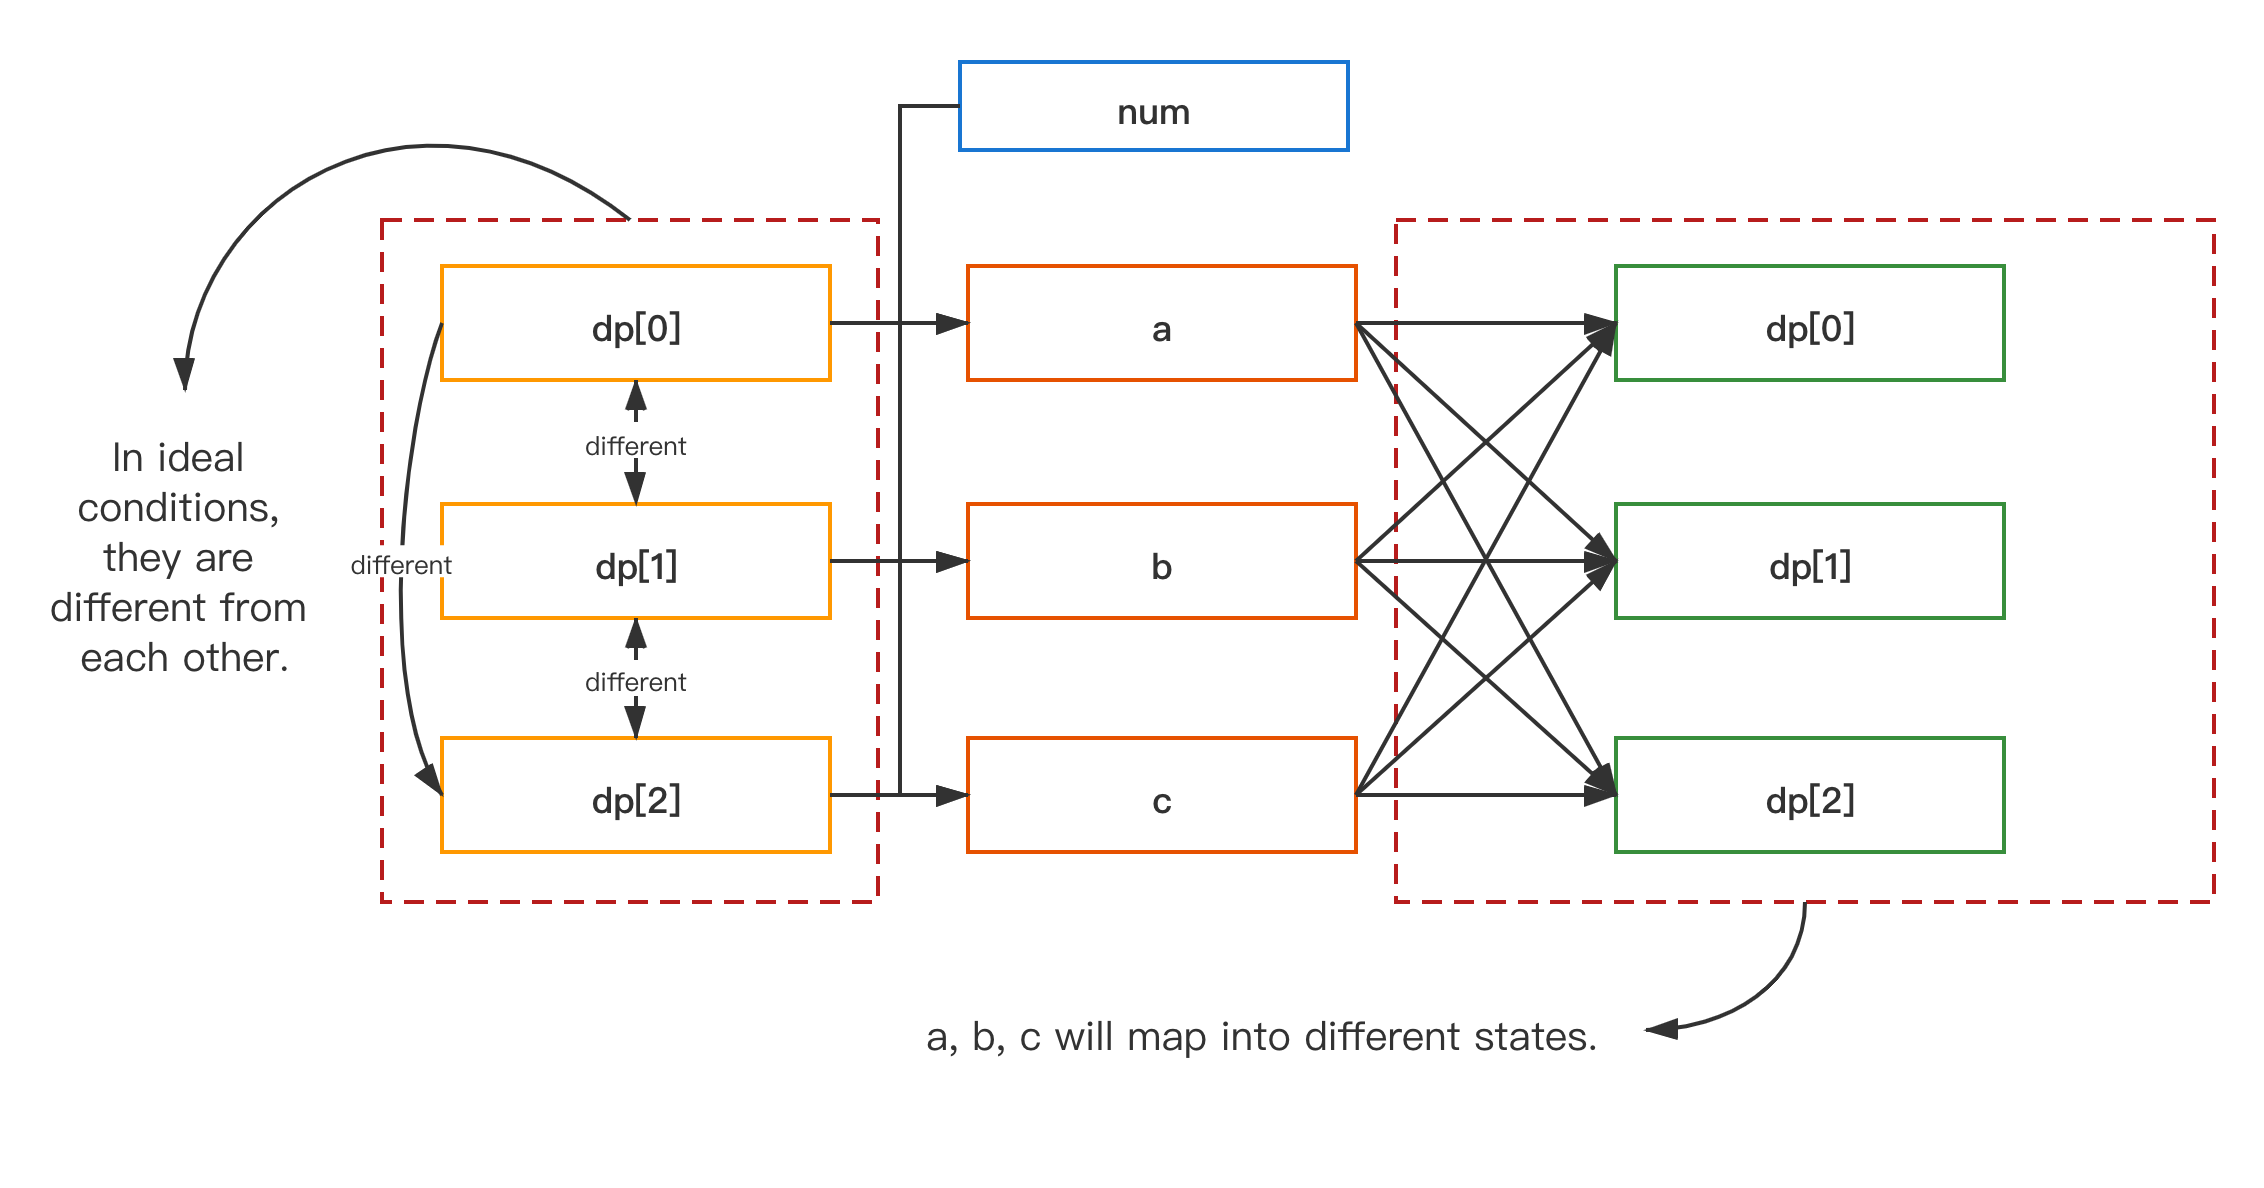 num
dp[0]
a
dp[0]
different
In ideal
conditions,
they are
different from
each other.
different
dp[1]
b
dp[1]
different
dp[2]
c
dp[2]
a, b, c will map into different states.